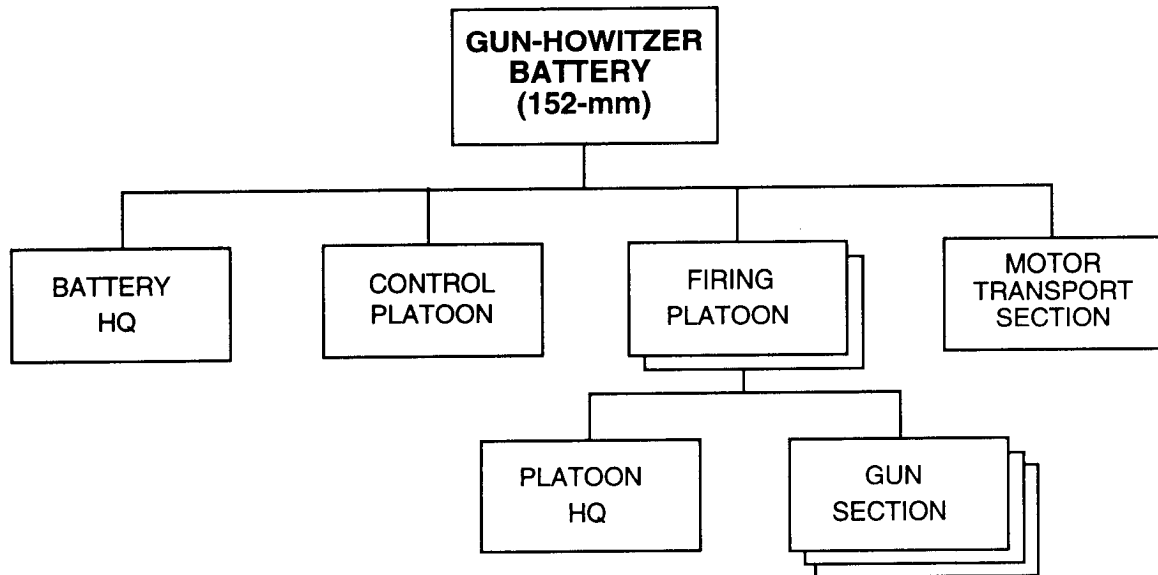 GUN-HOWITZER
BATTERY
(152-mm)
BATTERY
HQ
CONTROL
PLATOON
FIRING
PLATOON
MOTOR
TRANSPORT
SECTION
PLATOON
HQ
GUN
SECTION